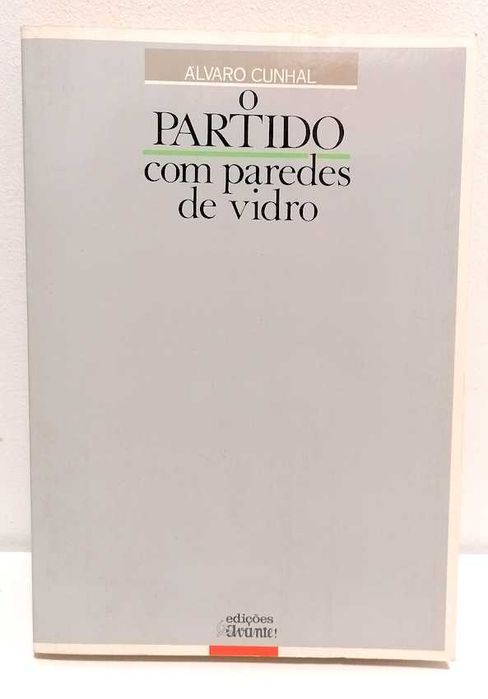 ÁLVARO CUNHAL
O
PARTIDO
com paredes
de vidro
edições
avante!